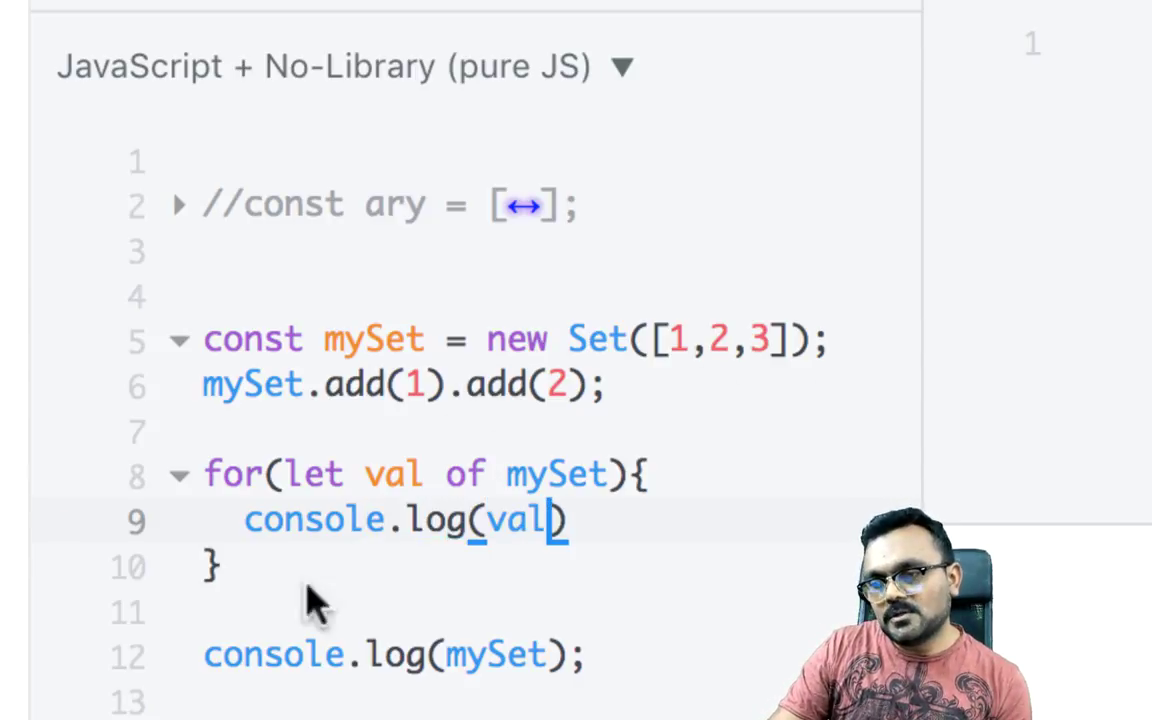 JavaScript + No-Library (pure JS) ▼
1
1
2 //const ary = [↔];
3
4
5 const mySet = new Set([1,2,3]);
6 mySet.add(1).add(2);
7
8 for(let val of mySet){
9 console.log(val)
10 }
11
12 console.log(mySet);
13